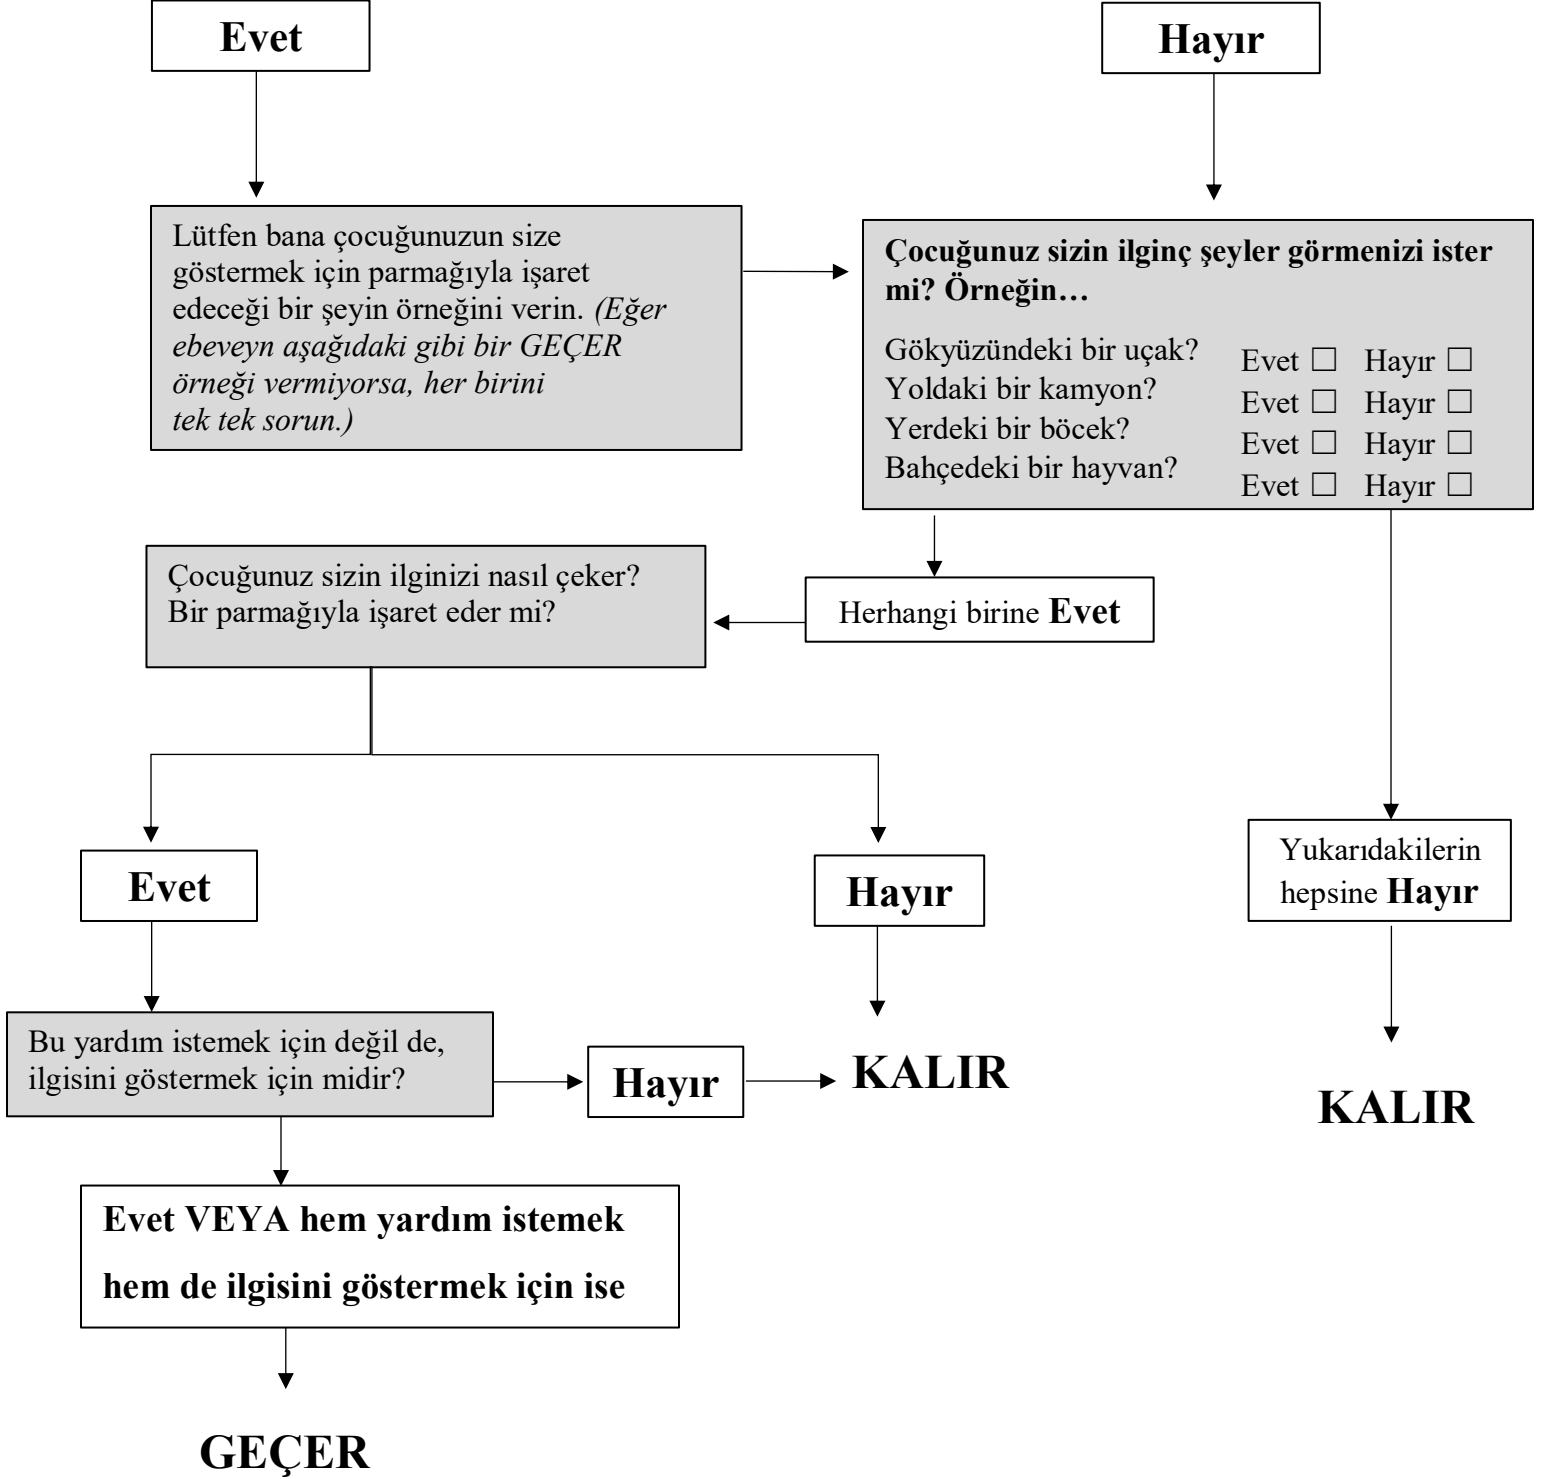 Evet
Hayır
Lütfen bana çocuğunuzun size
göstermek için parmağıyla işaret
edeceği bir şeyin örneğini verin. (Eğer
ebeveyn aşağıdaki gibi bir GEÇER
örneği vermiyorsa, her birini
tek tek sorun.)
Çocuğunuz sizin ilginç şeyler görmenizi ister
mi? Örneğin…
Gökyüzündeki bir uçak? Evet ☐ Hayır ☐
Yoldaki bir kamyon? Evet ☐ Hayır ☐
Yerdeki bir böcek? Evet ☐ Hayır ☐
Bahçedeki bir hayvan? Evet ☐ Hayır ☐
Çocuğunuz sizin ilginizi nasıl çeker?
Bir parmağıyla işaret eder mi?
Herhangi birine Evet
Evet
Hayır
Yukarıdakilerin
hepsine Hayır
Bu yardım istemek için değil de,
ilgisini göstermek için midir?
Hayır
KALIR
KALIR
Evet VEYA hem yardım istemek
hem de ilgisini göstermek için ise
GEÇER